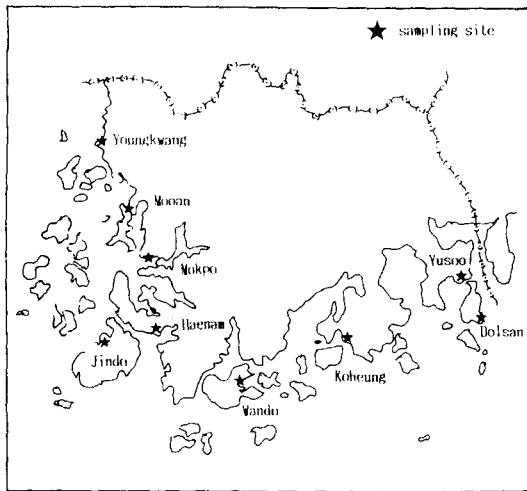 ★ sampling site
Youngkwang
Mooan
Mokpo
Yusoo
Haenam
Dolsan
Jindo
Koheung
Wando